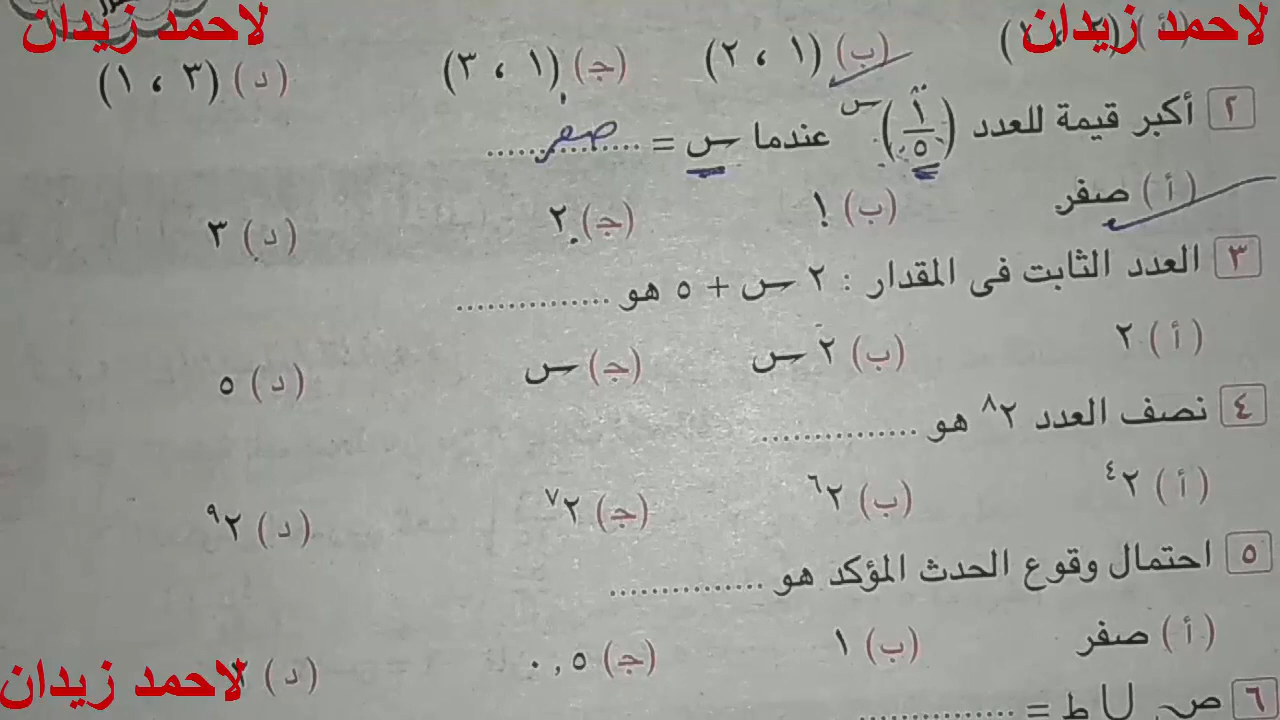 لاحمد زيدان
لاحمد زيدان
(ب) (١ ، ٢) (جـ) (١ ، ٣) (د) (٣ ، ١)
٢ أكبر قيمة للعدد (١/٥)^س عندما س = صفر
(أ) صفر (ب) ١ (جـ) ٢ (د) ٣
٣ العدد الثابت فى المقدار : ٢ س + ٥ هو ..............
(أ) ٢ (ب) ٢ س (جـ) س (د) ٥
٤ نصف العدد ٢^٨ هو ..............
(أ) ٢^٤ (ب) ٢^٦ (جـ) ٢^٧ (د) ٢^٩
٥ احتمال وقوع الحدث المؤكد هو ..............
(أ) صفر (ب) ١ (جـ) ٠,٥ (د)
لاحمد زيدان
٦ ص U ط = ..............